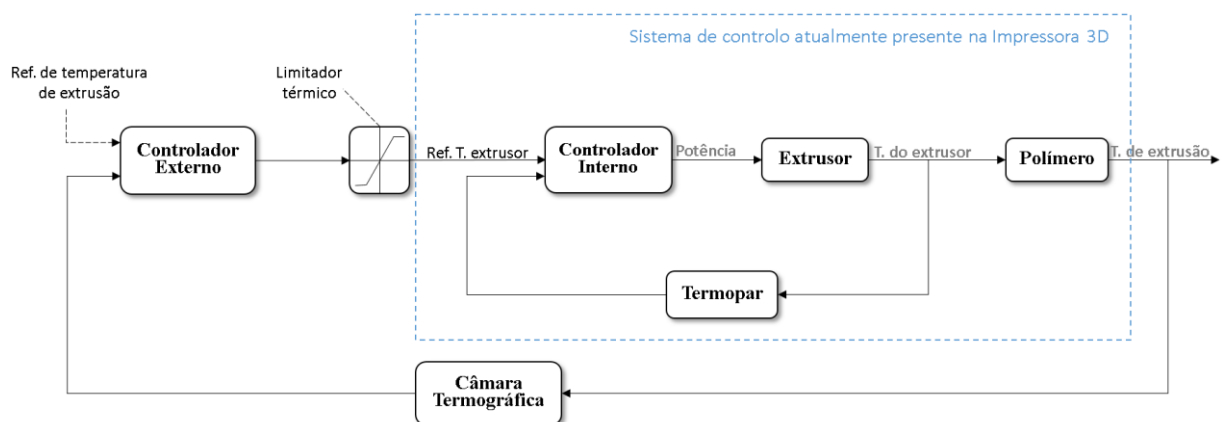 Sistema de controlo atualmente presente na Impressora 3D
Ref. de temperatura
de extrusão
Limitador
térmico
Controlador
Externo
Ref. T. extrusor
Controlador
Interno
Potência
Extrusor
T. do extrusor
Polímero
T. de extrusão
Termopar
Câmara
Termográfica